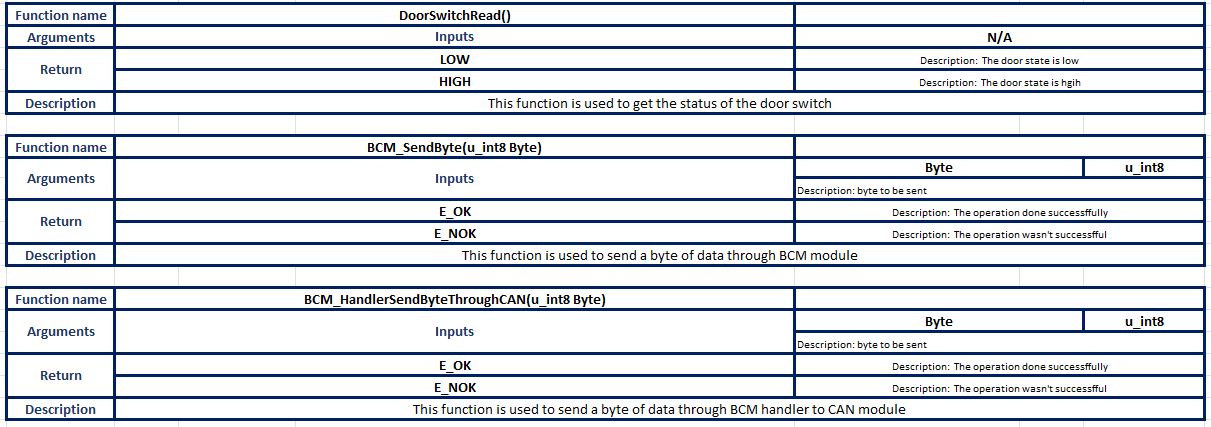 Function name DoorSwitchRead()
Arguments Inputs N/A
Return LOW Description: The door state is low
HIGH Description: The door state is hgih
Description This function is used to get the status of the door switch
Function name BCM_SendByte(u_int8 Byte)
Arguments Inputs Byte u_int8
Description: byte to be sent
Return E_OK Description: The operation done successffully
E_NOK Description: The operation wasn't successfful
Description This function is used to send a byte of data through BCM module
Function name BCM_HandlerSendByteThroughCAN(u_int8 Byte)
Arguments Inputs Byte u_int8
Description: byte to be sent
Return E_OK Description: The operation done successffully
E_NOK Description: The operation wasn't successfful
Description This function is used to send a byte of data through BCM handler to CAN module